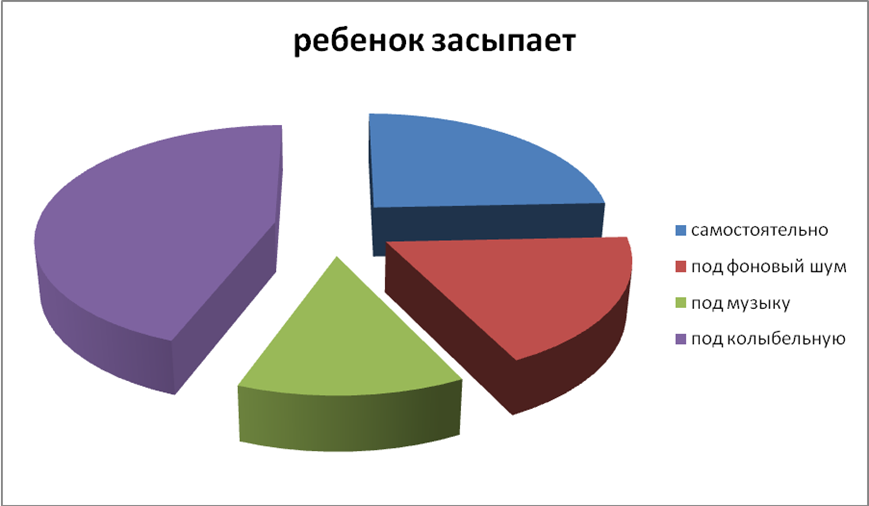 ребенок засыпает
самостоятельно
под фоновый шум
под музыку
под колыбельную